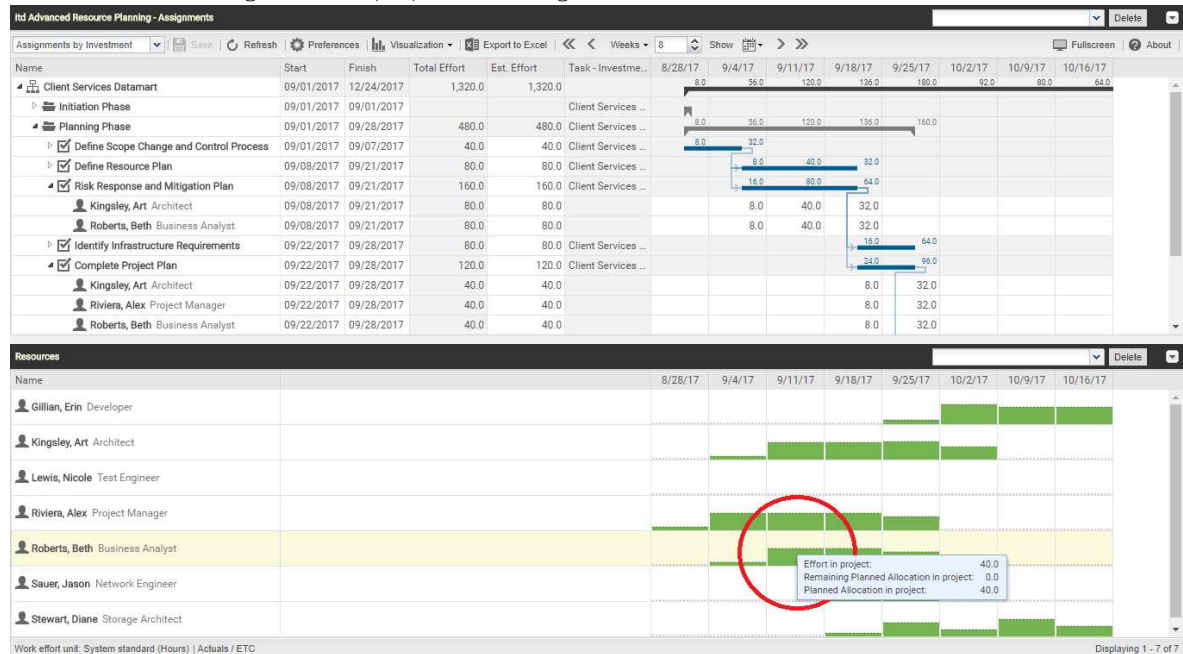 itd Advanced Resource Planning - Assignments Delete
Assignments by Investment Save Refresh Preferences Visualization Export to Excel Weeks 8 Show Fullscreen About
Name Start Finish Total Effort Est. Effort Task - Investme... 8/28/17 9/4/17 9/11/17 9/18/17 9/25/17 10/2/17 10/9/17 10/16/17
Client Services Datamart 09/01/2017 12/24/2017 1,320.0 1,320.0 8.0 56.0 120.0 136.0 180.0 92.0 80.0 64.0
Initiation Phase 09/01/2017 09/01/2017 Client Services ...
Planning Phase 09/01/2017 09/28/2017 480.0 480.0 Client Services ... 8.0 56.0 120.0 136.0 160.0
Define Scope Change and Control Process 09/01/2017 09/07/2017 40.0 40.0 Client Services ... 8.0 32.0
Define Resource Plan 09/08/2017 09/21/2017 80.0 80.0 Client Services ... 8.0 40.0 32.0
Risk Response and Mitigation Plan 09/08/2017 09/21/2017 160.0 160.0 Client Services ... 16.0 80.0 64.0
Kingsley, Art Architect 09/08/2017 09/21/2017 80.0 80.0 8.0 40.0 32.0
Roberts, Beth Business Analyst 09/08/2017 09/21/2017 80.0 80.0 8.0 40.0 32.0
Identify Infrastructure Requirements 09/22/2017 09/28/2017 80.0 80.0 Client Services ... 16.0 64.0
Complete Project Plan 09/22/2017 09/28/2017 120.0 120.0 Client Services ... 24.0 96.0
Kingsley, Art Architect 09/22/2017 09/28/2017 40.0 40.0 8.0 32.0
Riviera, Alex Project Manager 09/22/2017 09/28/2017 40.0 40.0 8.0 32.0
Roberts, Beth Business Analyst 09/22/2017 09/28/2017 40.0 40.0 8.0 32.0
Resources Delete
Name 8/28/17 9/4/17 9/11/17 9/18/17 9/25/17 10/2/17 10/9/17 10/16/17
Gillian, Erin Developer
Kingsley, Art Architect
Lewis, Nicole Test Engineer
Riviera, Alex Project Manager
Roberts, Beth Business Analyst
Effort in project: 40.0
Remaining Planned Allocation in project: 0.0
Planned Allocation in project: 40.0
Sauer, Jason Network Engineer
Stewart, Diane Storage Architect
Work effort unit: System standard (Hours) | Actuals / ETC Displaying 1 - 7 of 7